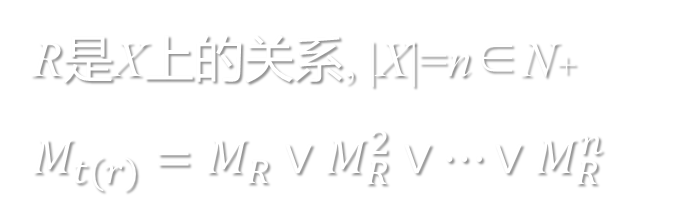 R是X上的关系, |X|=n∈N+
M_{t(r)} = M_R ∨ M_R^2 ∨ ⋯ ∨ M_R^n